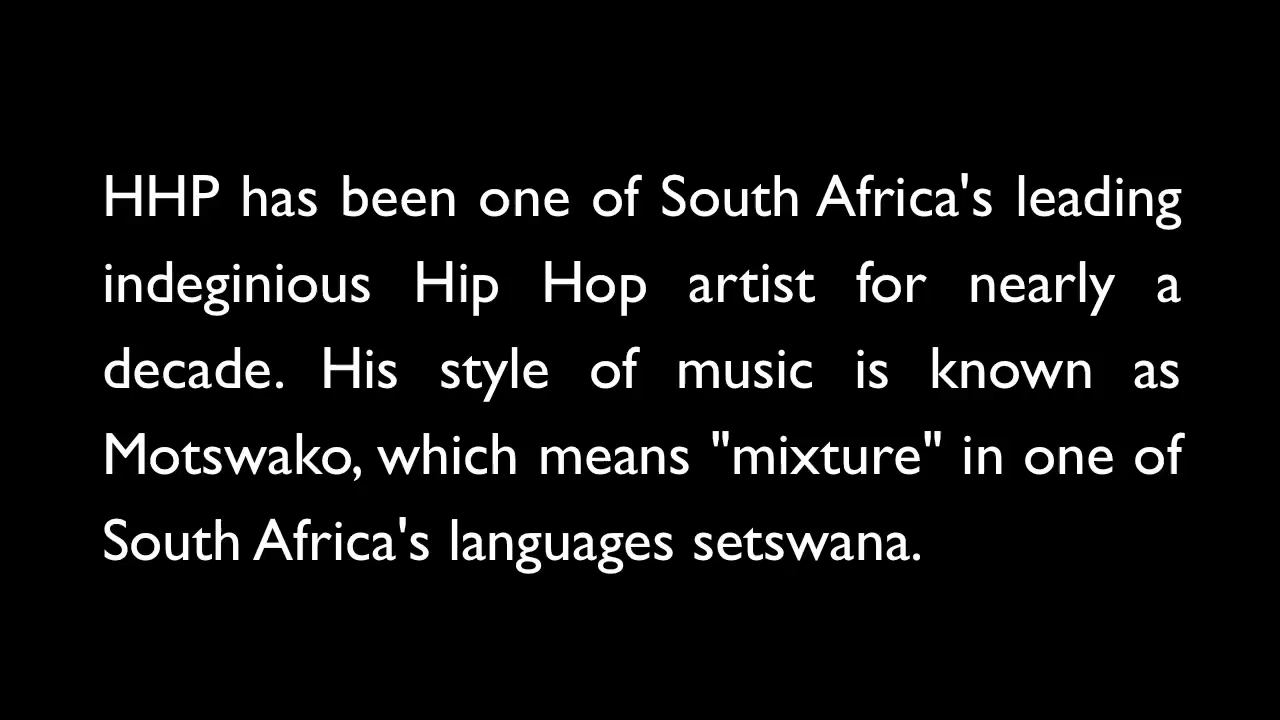 HHP has been one of South Africa's leading
indeginious Hip Hop artist for nearly a
decade. His style of music is known as
Motswako, which means "mixture" in one of
South Africa's languages setswana.